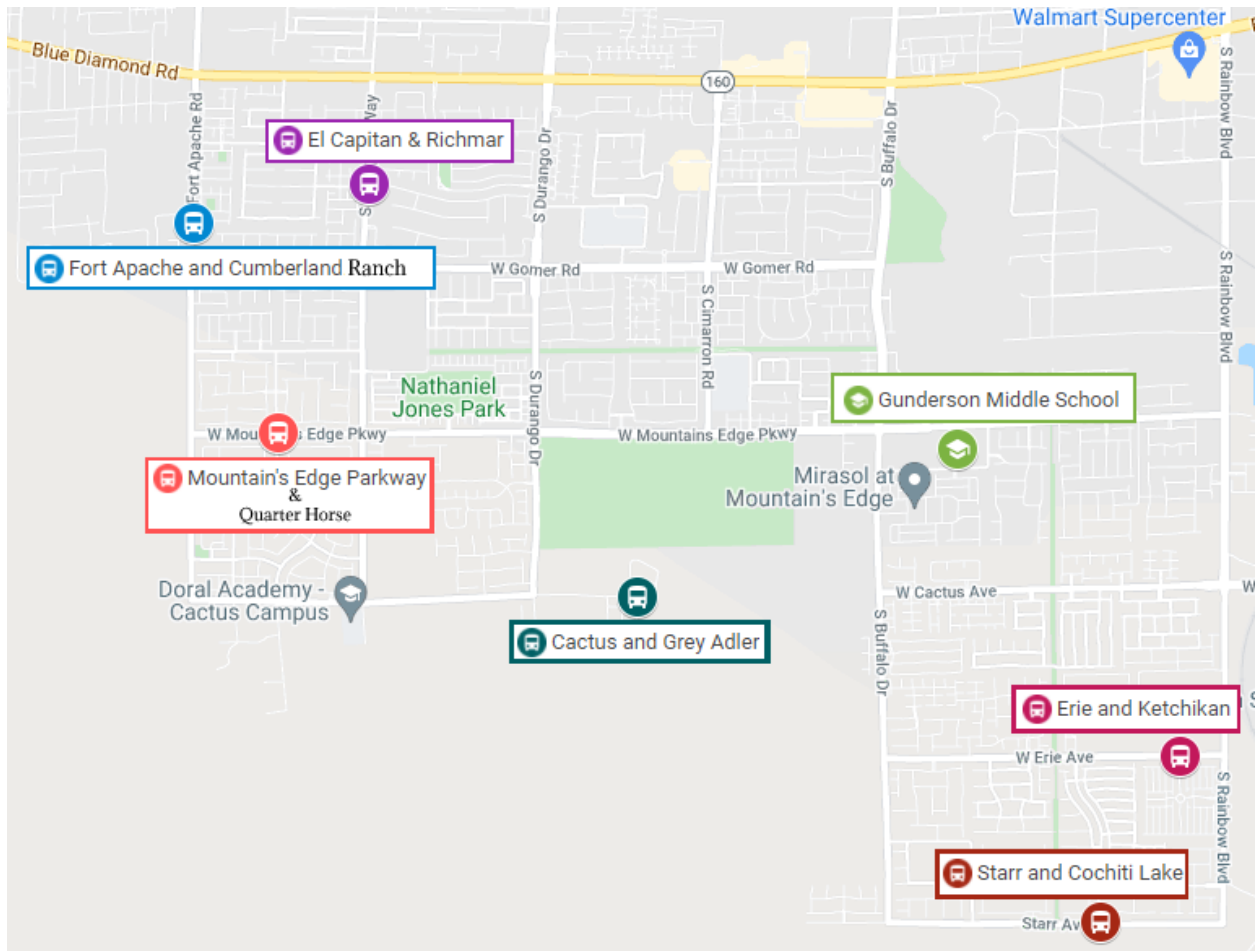 Walmart Supercenter
Blue Diamond Rd
160
S Rainbow Blvd
Fort Apache Rd
Way
S Buffalo Dr
El Capitan & Richmar
S Durango Dr
S
Fort Apache and Cumberland Ranch
W Gomer Rd
W Gomer Rd
S Rainbow Blvd
S Cimarron Rd
Nathaniel
Jones Park
S Durango Dr
Gunderson Middle School
W Mou
s Edge Pkwy
W Mountains Edge Pkwy
Mountain's Edge Parkway
&
Quarter Horse
Mirasol at
Mountain's Edge
Doral Academy -
Cactus Campus
W Cactus Ave
W
Cactus and Grey Adler
S Buffalo Dr
Erie and Ketchikan
S
W Erie Ave
S Rainbow Blvd
Starr and Cochiti Lake
Starr Av